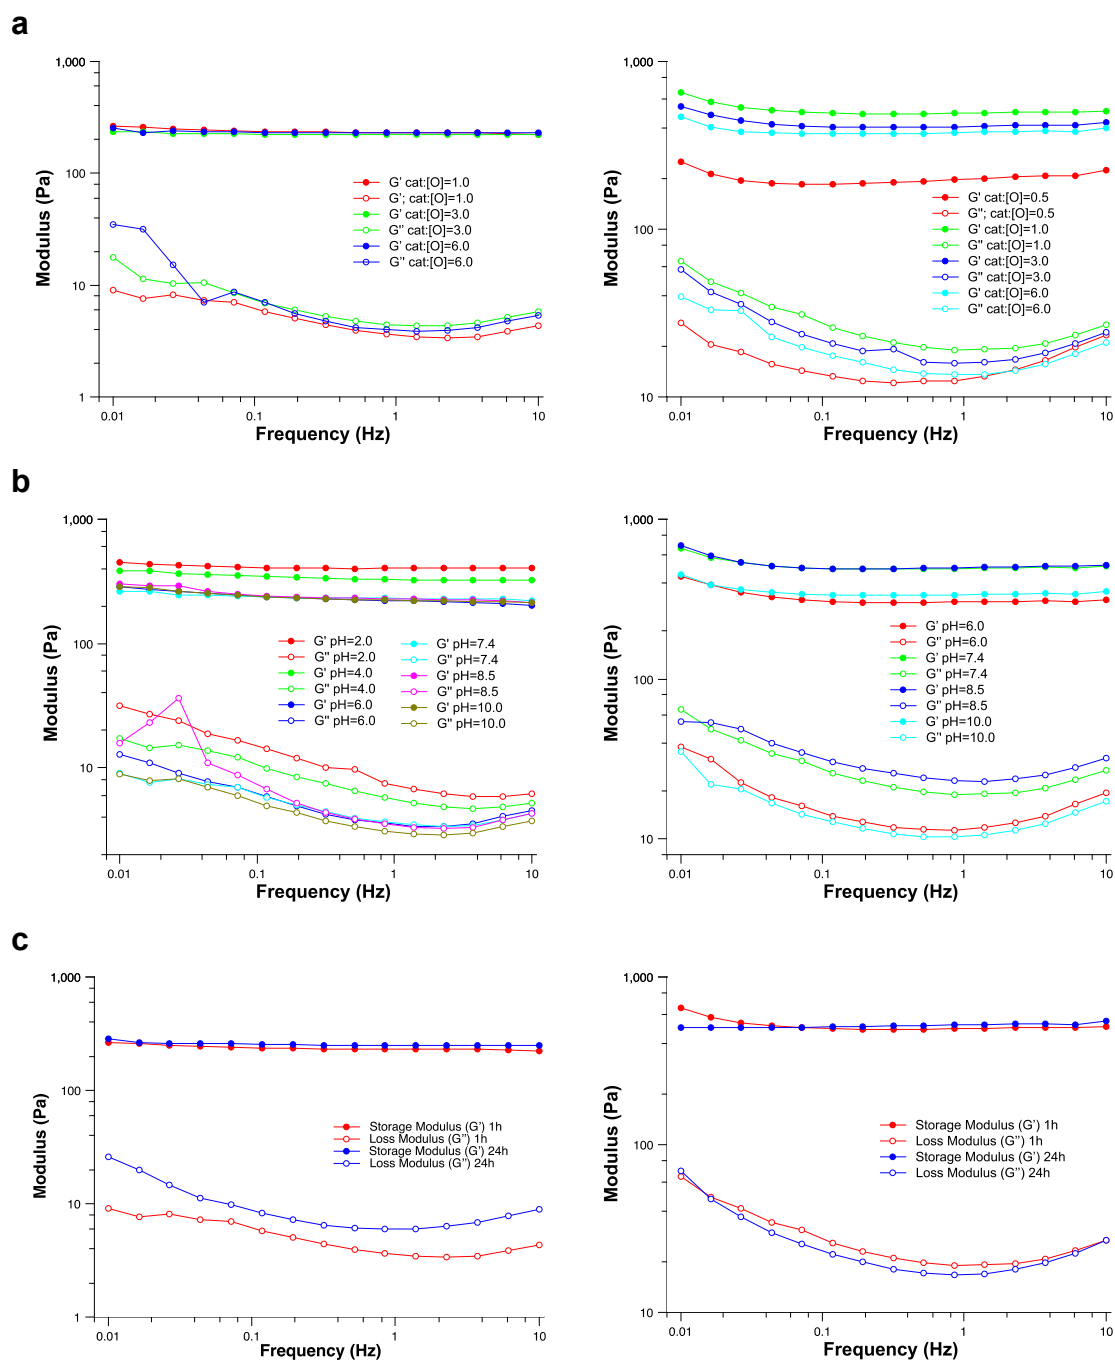 a
1,000
100
10
1
Modulus (Pa)
G' cat:[O]=1.0
G'; cat:[O]=1.0
G' cat:[O]=3.0
G'' cat:[O]=3.0
G' cat:[O]=6.0
G'' cat:[O]=6.0
0.01
0.1
1
10
Frequency (Hz)
1,000
100
10
Modulus (Pa)
G' cat:[O]=0.5
G''; cat:[O]=0.5
G' cat:[O]=1.0
G'' cat:[O]=1.0
G' cat:[O]=3.0
G'' cat:[O]=3.0
G' cat:[O]=6.0
G'' cat:[O]=6.0
0.01
0.1
1
10
Frequency (Hz)
b
1,000
100
10
Modulus (Pa)
G' pH=2.0
G'' pH=2.0
G' pH=4.0
G'' pH=4.0
G' pH=6.0
G'' pH=6.0
G' pH=7.4
G'' pH=7.4
G' pH=8.5
G'' pH=8.5
G' pH=10.0
G'' pH=10.0
0.01
0.1
1
10
Frequency (Hz)
1,000
100
10
Modulus (Pa)
G' pH=6.0
G'' pH=6.0
G' pH=7.4
G'' pH=7.4
G' pH=8.5
G'' pH=8.5
G' pH=10.0
G'' pH=10.0
0.01
0.1
1
10
Frequency (Hz)
c
1,000
100
10
1
Modulus (Pa)
Storage Modulus (G') 1h
Loss Modulus (G'') 1h
Storage Modulus (G') 24h
Loss Modulus (G'') 24h
0.01
0.1
1
10
Frequency (Hz)
1,000
100
10
Modulus (Pa)
Storage Modulus (G') 1h
Loss Modulus (G'') 1h
Storage Modulus (G') 24h
Loss Modulus (G'') 24h
0.01
0.1
1
10
Frequency (Hz)